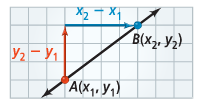 x₂ − x₁
B(x₂, y₂)
y₂ − y₁
A(x₁, y₁)